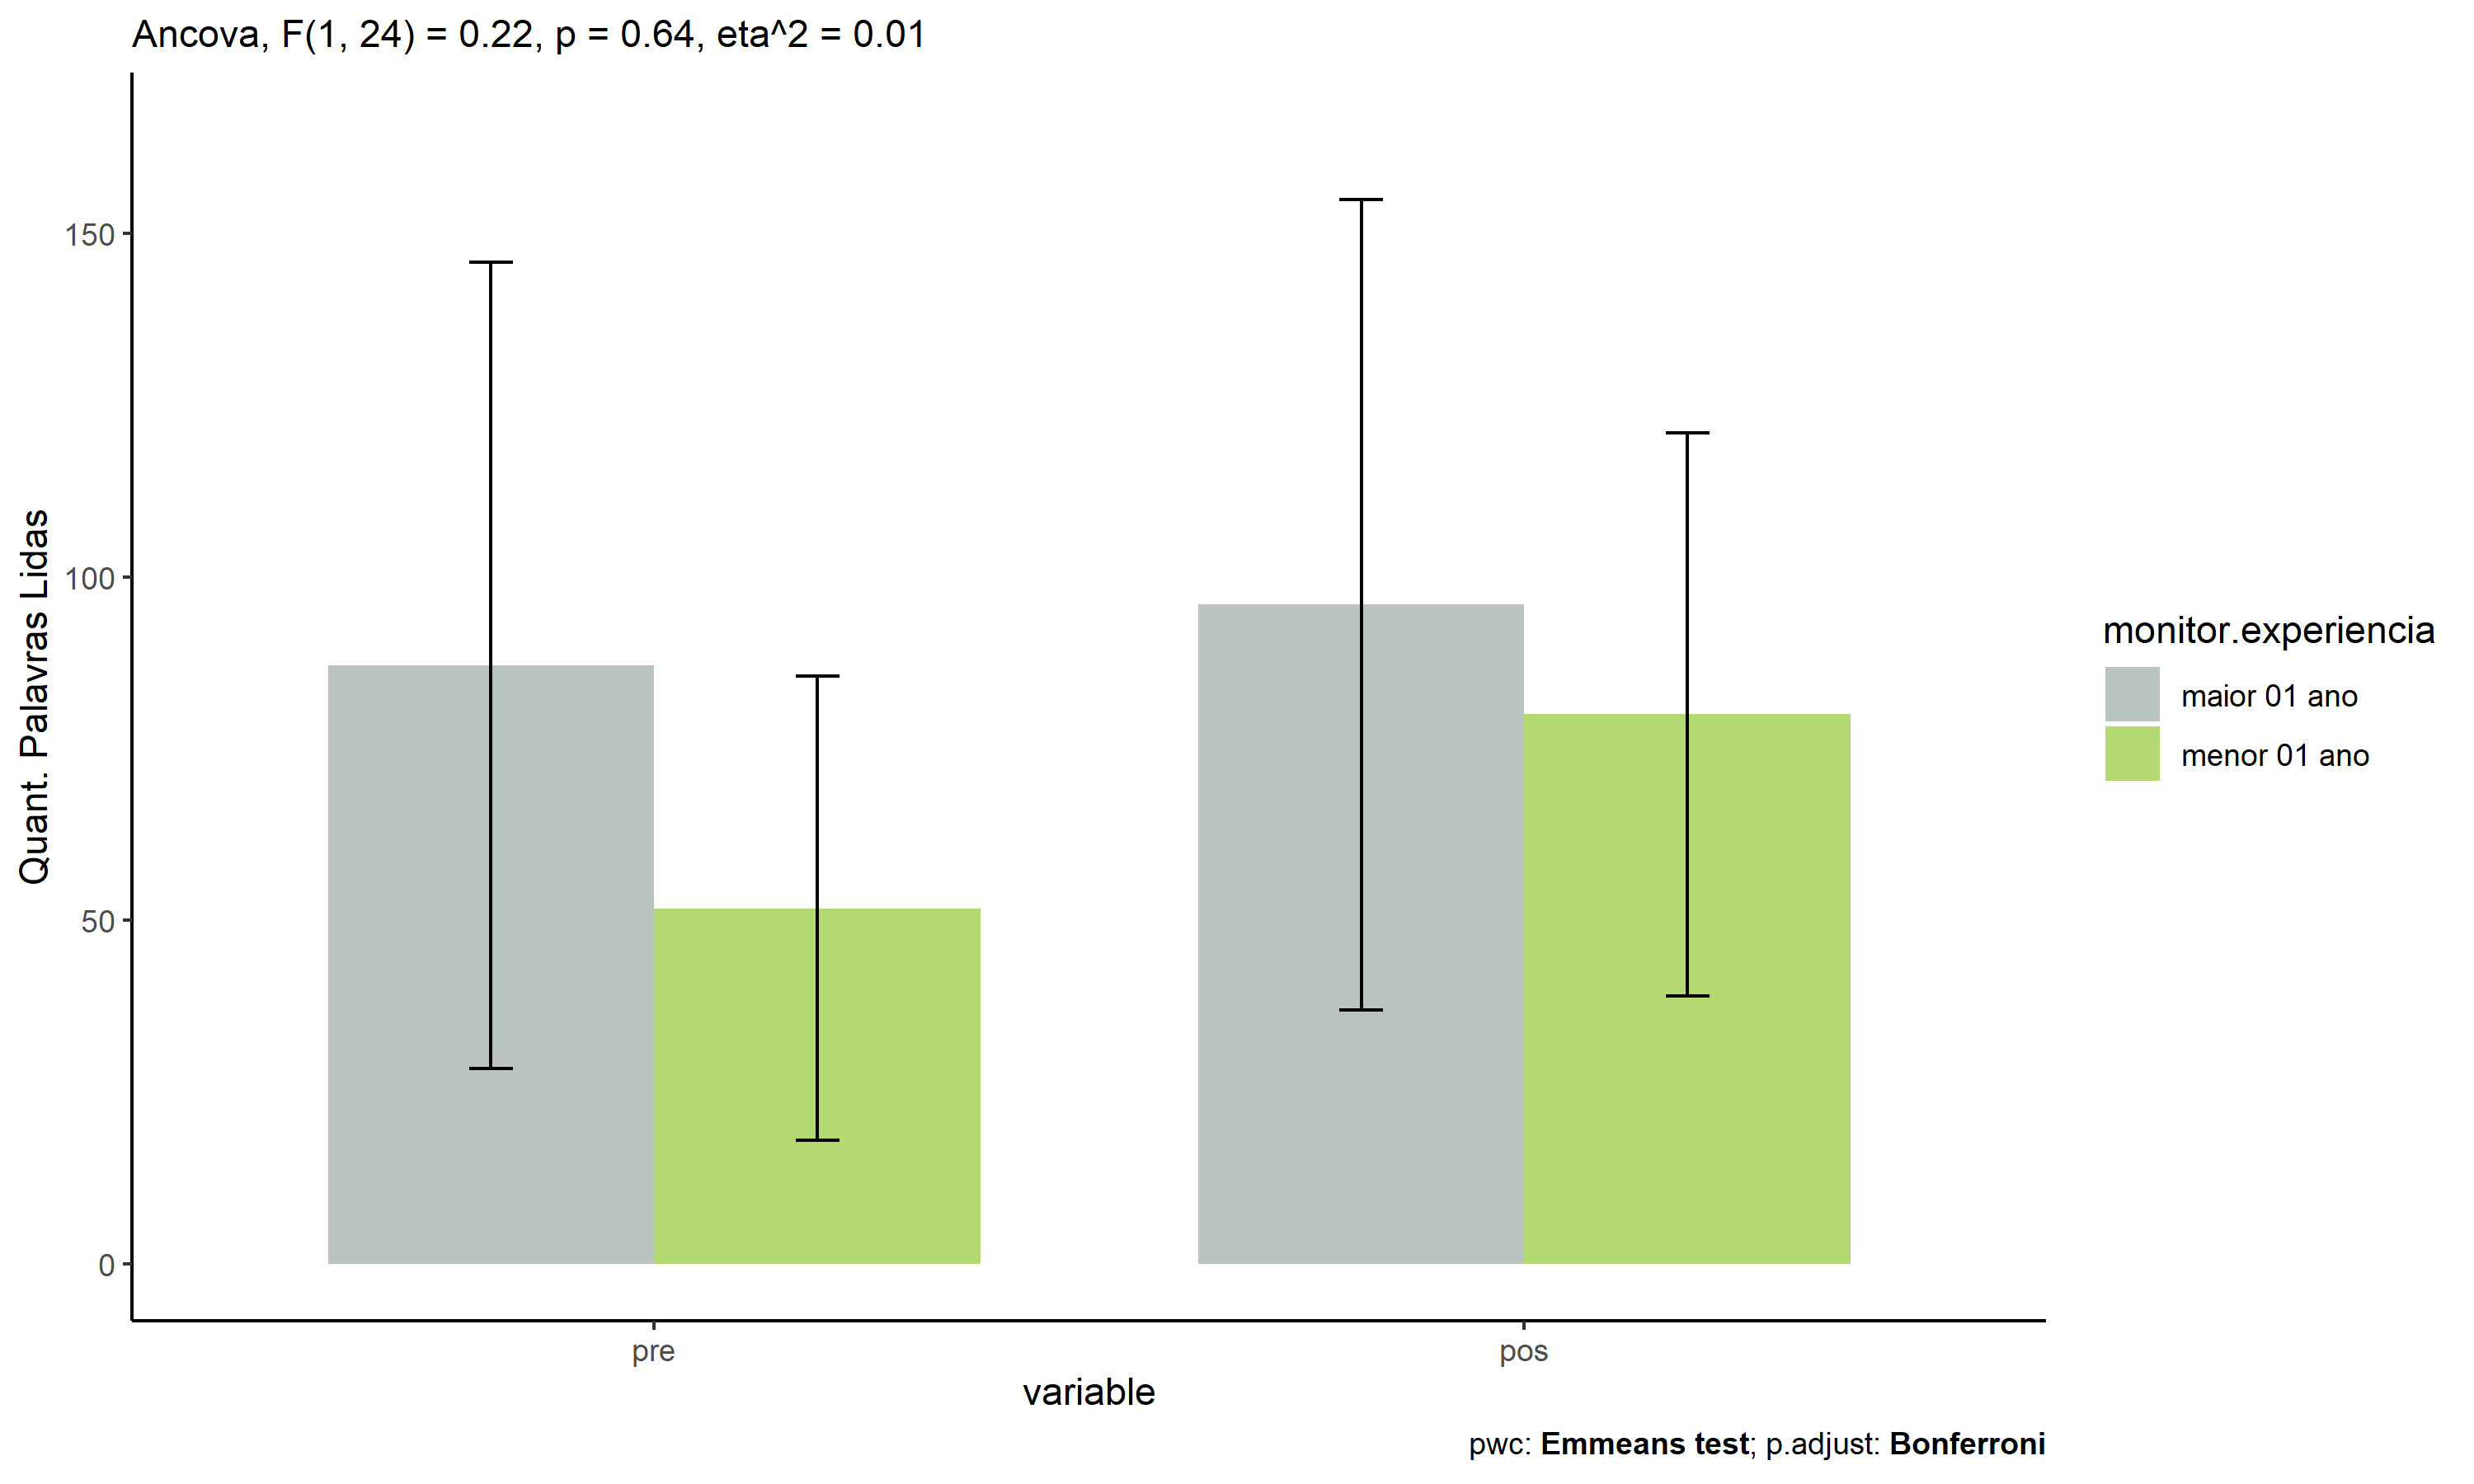 Ancova, F(1, 24) = 0.22, p = 0.64, eta^2 = 0.01
Quant. Palavras Lidas
150
100
50
0
pre
pos
variable
monitor.experiencia
maior 01 ano
menor 01 ano
pwc: Emmeans test; p.adjust: Bonferroni